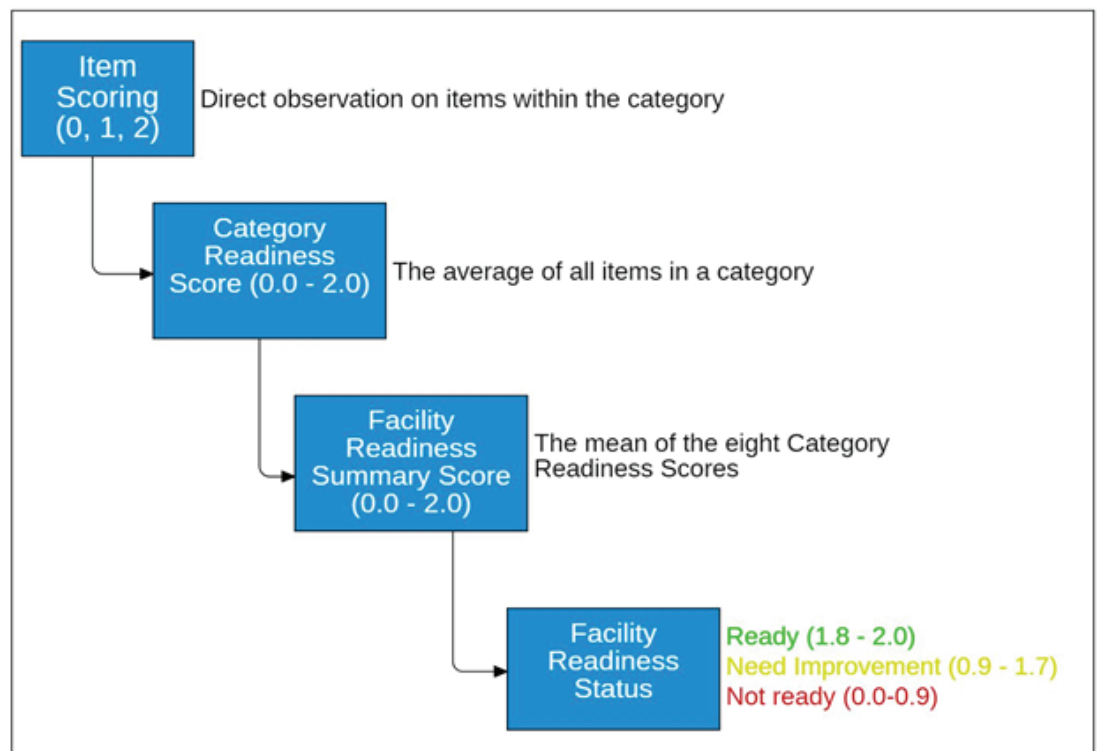 Item
Scoring
(0, 1, 2)
Direct observation on items within the category
Category
Readiness
Score (0.0 - 2.0)
The average of all items in a category
Facility
Readiness
Summary Score
(0.0 - 2.0)
The mean of the eight Category
Readiness Scores
Facility
Readiness
Status
Ready (1.8 - 2.0)
Need Improvement (0.9 - 1.7)
Not ready (0.0-0.9)